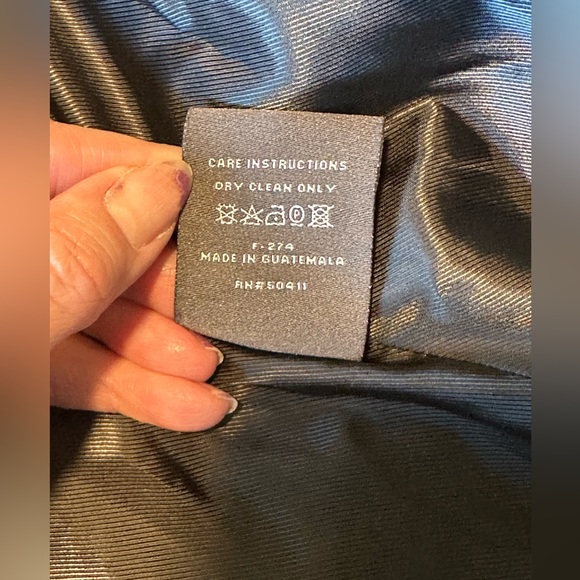 CARE INSTRUCTIONS
DRY CLEAN ONLY
P
F-274
MADE IN GUATEMALA
RN#50411